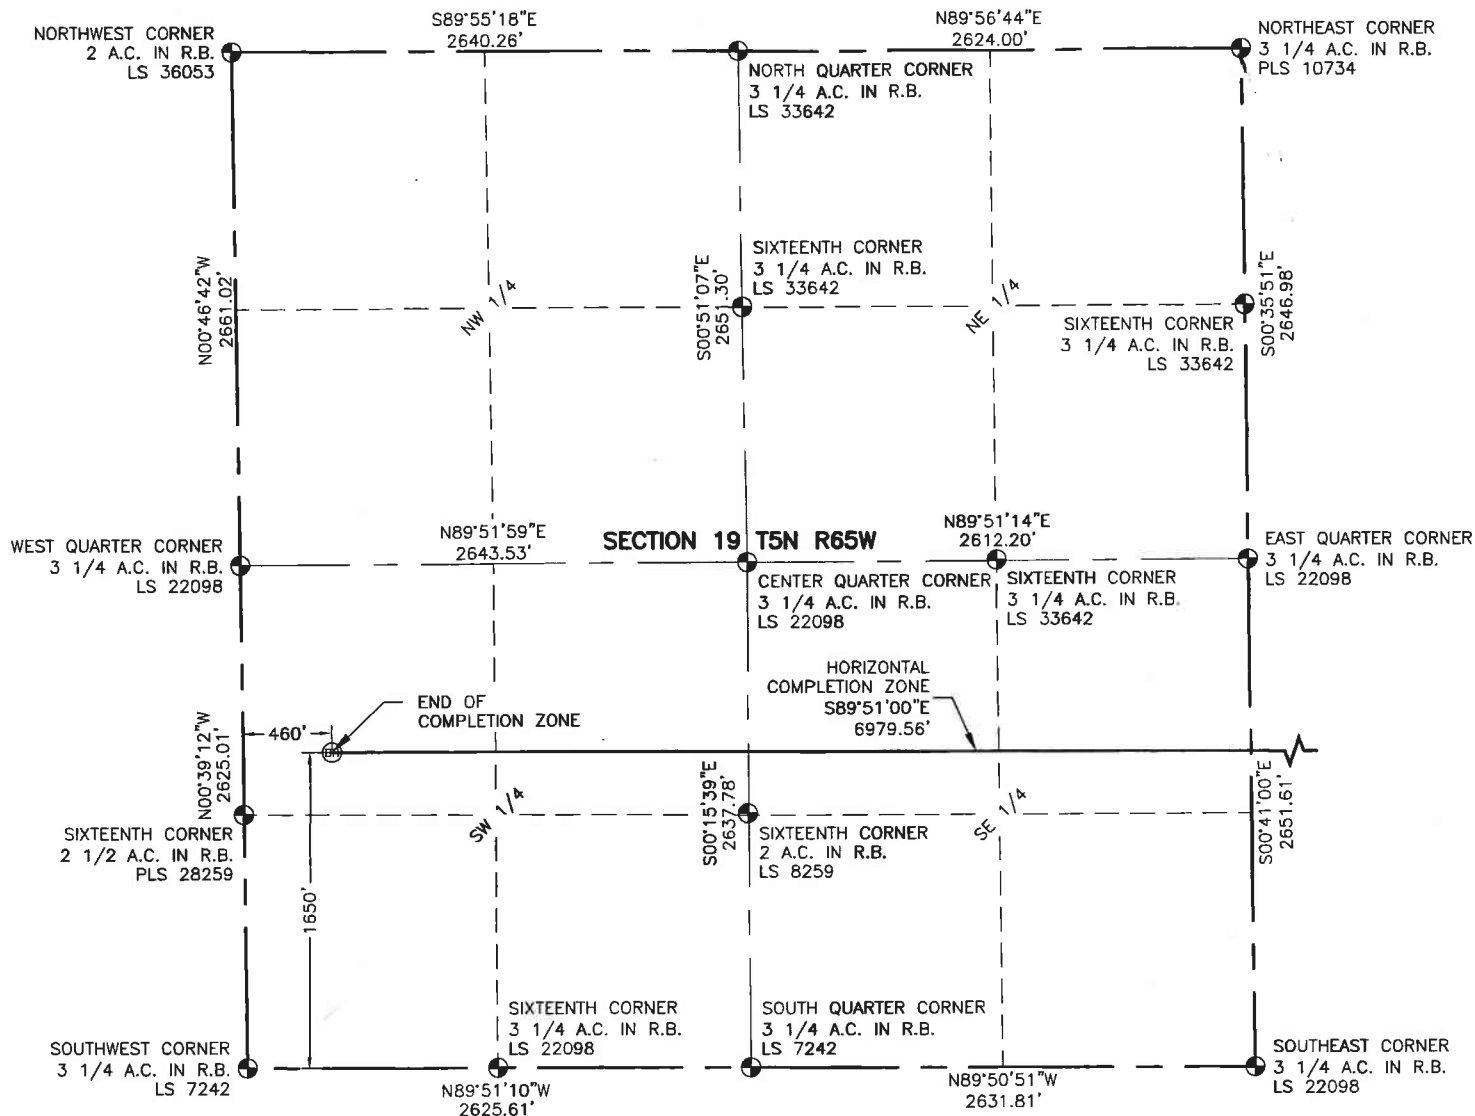 S89°55'18"E
2640.26'
N89°56'44"E
2624.00'
NORTHWEST CORNER
2 A.C. IN R.B.
LS 36053
NORTHEAST CORNER
3 1/4 A.C. IN R.B.
PLS 10734
NORTH QUARTER CORNER
3 1/4 A.C. IN R.B.
LS 33642
N00°46'42"W
2661.02'
NW 1/4
S00°51'07"E
2651.30'
SIXTEENTH CORNER
3 1/4 A.C. IN R.B.
LS 33642
NE 1/4
SIXTEENTH CORNER
3 1/4 A.C. IN R.B.
LS 33642
S00°35'51"E
2646.98'
WEST QUARTER CORNER
3 1/4 A.C. IN R.B.
LS 22098
N89°51'59"E
2643.53'
SECTION 19 T5N R65W
N89°51'14"E
2612.20'
EAST QUARTER CORNER
3 1/4 A.C. IN R.B.
LS 22098
CENTER QUARTER CORNER
3 1/4 A.C. IN R.B.
LS 22098
SIXTEENTH CORNER
3 1/4 A.C. IN R.B.
LS 33642
HORIZONTAL
COMPLETION ZONE
S89°51'00"E
6979.56'
END OF
COMPLETION ZONE
460'
BH
N00°39'12"W
2625.01'
SIXTEENTH CORNER
2 1/2 A.C. IN R.B.
PLS 28259
SW 1/4
S00°15'39"E
2637.78'
SIXTEENTH CORNER
2 A.C. IN R.B.
LS 8259
SE 1/4
S00°41'00"E
2651.61'
1650'
SOUTHWEST CORNER
3 1/4 A.C. IN R.B.
LS 7242
SIXTEENTH CORNER
3 1/4 A.C. IN R.B.
LS 22098
N89°51'10"W
2625.61'
SOUTH QUARTER CORNER
3 1/4 A.C. IN R.B.
LS 7242
N89°50'51"W
2631.81'
SOUTHEAST CORNER
3 1/4 A.C. IN R.B.
LS 22098